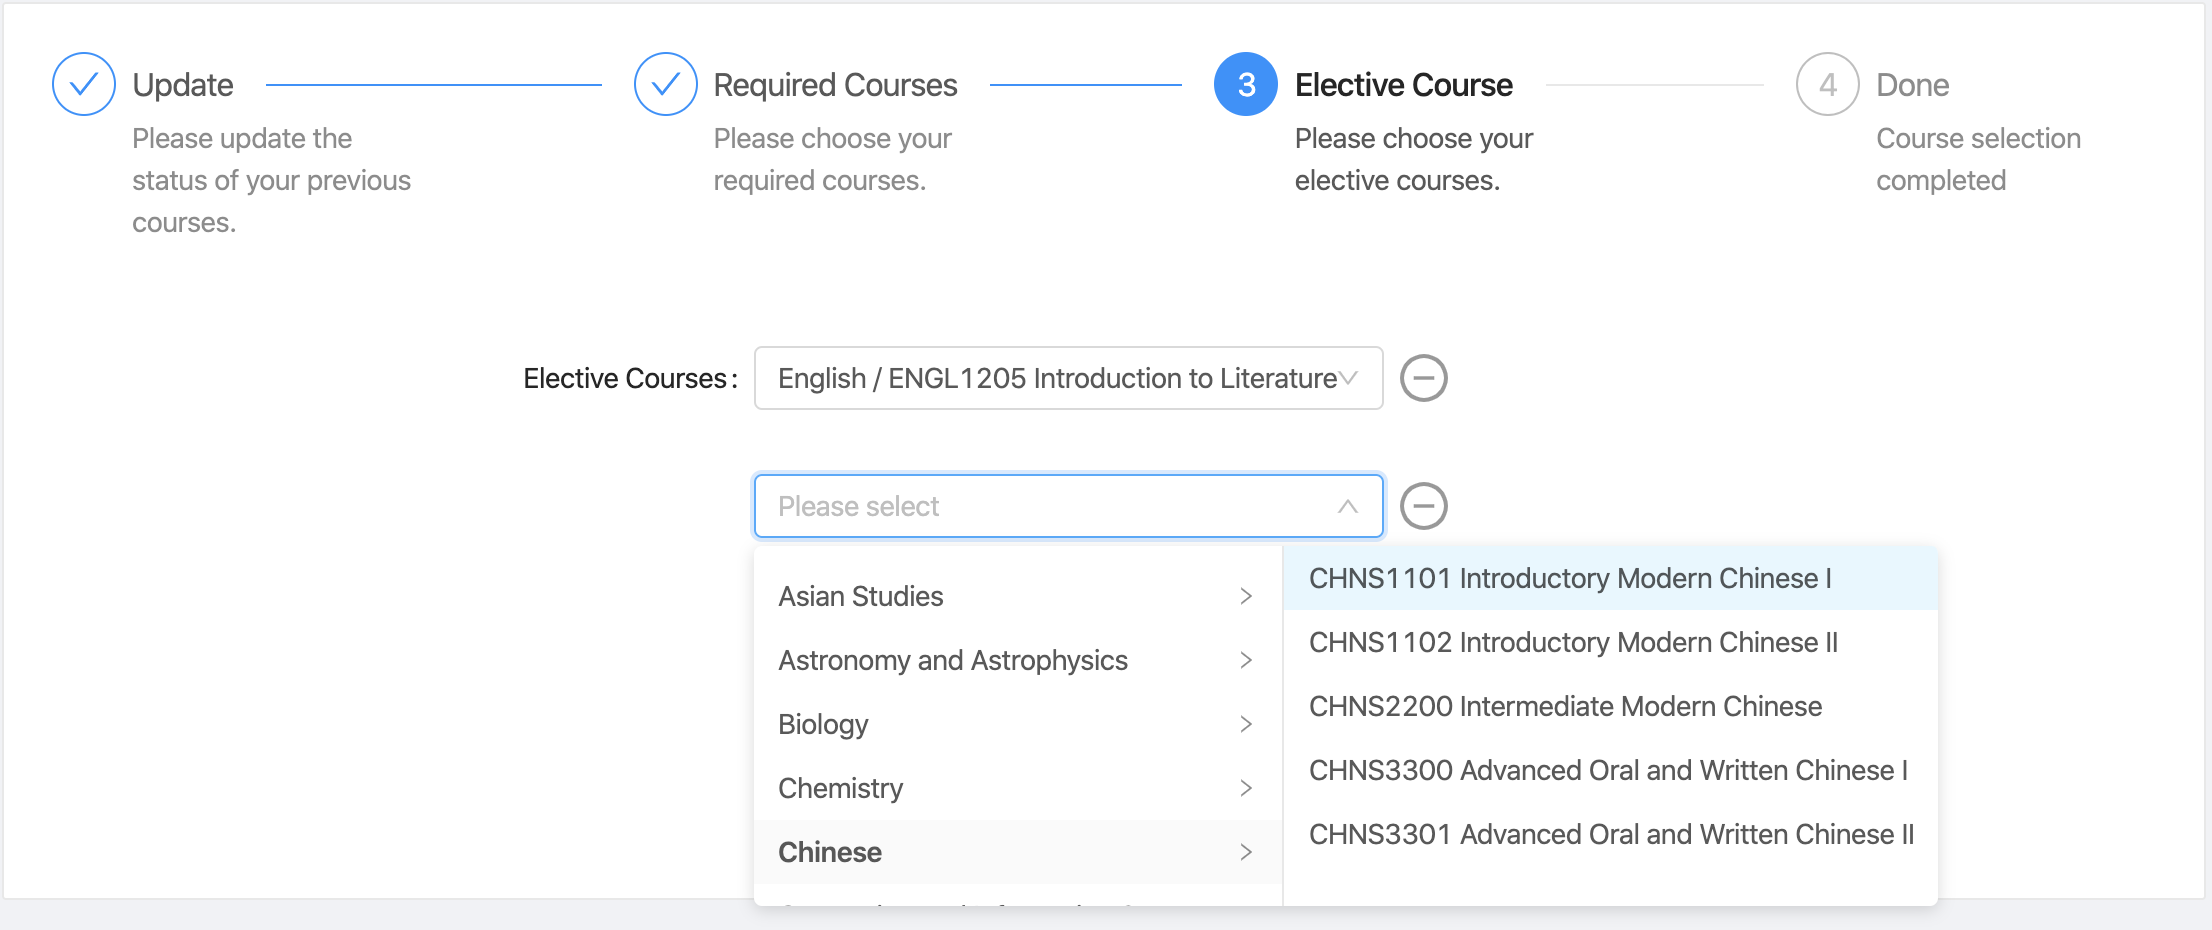 Update
Please update the
status of your previous
courses.
Required Courses
Please choose your
required courses.
3
Elective Course
Please choose your
elective courses.
4
Done
Course selection
completed
Elective Courses :
English / ENGL1205 Introduction to Literature
Please select
Asian Studies
Astronomy and Astrophysics
Biology
Chemistry
Chinese
CHNS1101 Introductory Modern Chinese I
CHNS1102 Introductory Modern Chinese II
CHNS2200 Intermediate Modern Chinese
CHNS3300 Advanced Oral and Written Chinese I
CHNS3301 Advanced Oral and Written Chinese II